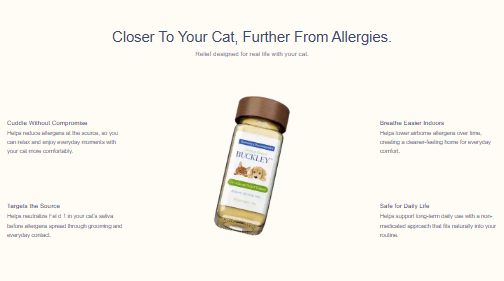 Closer To Your Cat, Further From Allergies.
Relief designed for real life with your cat.
Cuddle Without Compromise
Helps reduce allergens at the source, so you
can relax and enjoy everyday moments with
your cat more comfortably.
Targets the Source
Helps neutralize Fel d 1 in your cat's saliva
before allergens spread through grooming and
everyday contact.
BUCKLEY
Breathe Easier Indoors
Helps lower airborne allergens over time,
creating a cleaner-feeling home for everyday
comfort.
Safe for Daily Life
Helps support long-term daily use with a non-
medicated approach that fits naturally into your
routine.